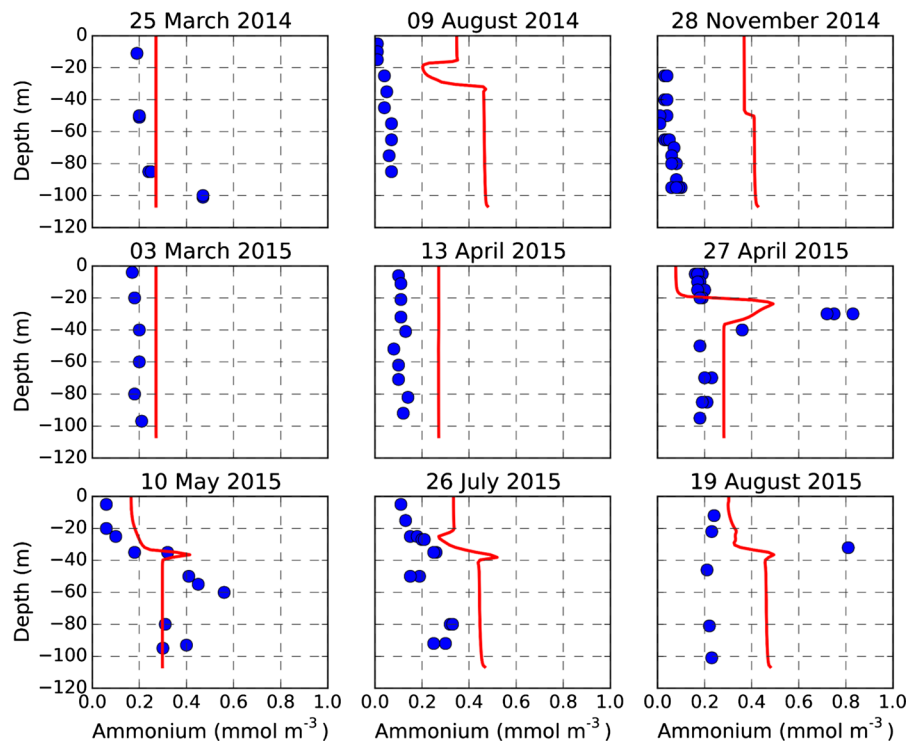 25 March 2014 09 August 2014 28 November 2014
Depth (m)
0
−20
−40
−60
−80
−100
−120
03 March 2015 13 April 2015 27 April 2015
Depth (m)
0
−20
−40
−60
−80
−100
−120
10 May 2015 26 July 2015 19 August 2015
Depth (m)
0
−20
−40
−60
−80
−100
−120
0.0 0.2 0.4 0.6 0.8 1.0 0.0 0.2 0.4 0.6 0.8 1.0 0.0 0.2 0.4 0.6 0.8 1.0
Ammonium (mmol m⁻³) Ammonium (mmol m⁻³) Ammonium (mmol m⁻³)